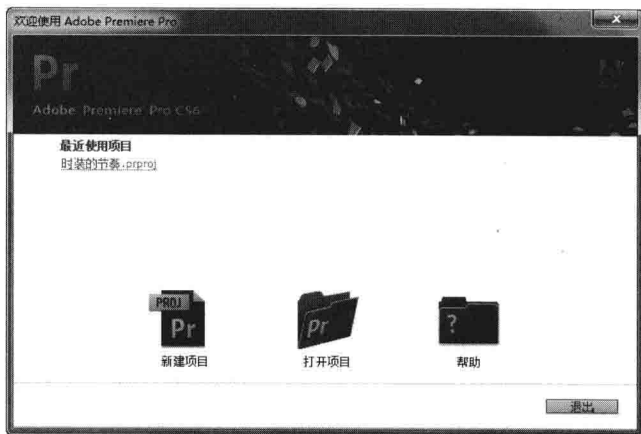 欢迎使用 Adobe Premiere Pro
Pr
Adobe Premiere Pro CS6
最近使用项目
时装的节奏.prproj
PROJ
Pr
Pr
?
新建项目
打开项目
帮助
退出